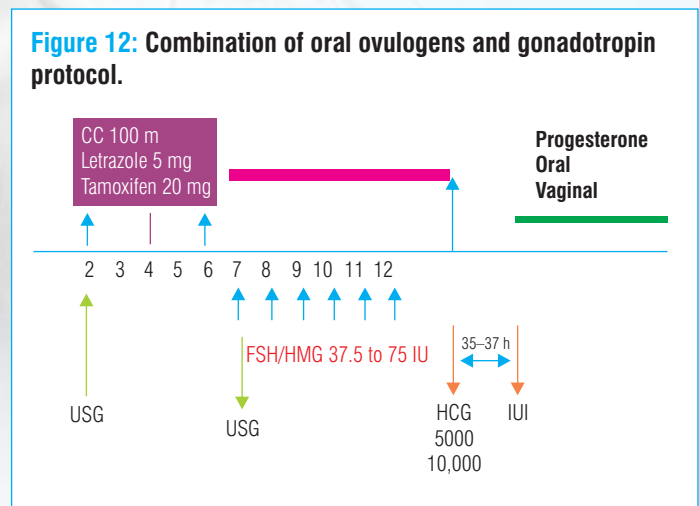 Figure 12: Combination of oral ovulogens and gonadotropin
protocol.
CC 100 m
Letrazole 5 mg
Tamoxifen 20 mg
Progesterone
Oral
Vaginal
2 3 4 5 6 7 8 9 10 11 12
FSH/HMG 37.5 to 75 IU
35–37 h
USG
USG
HCG
5000
10,000
IUI